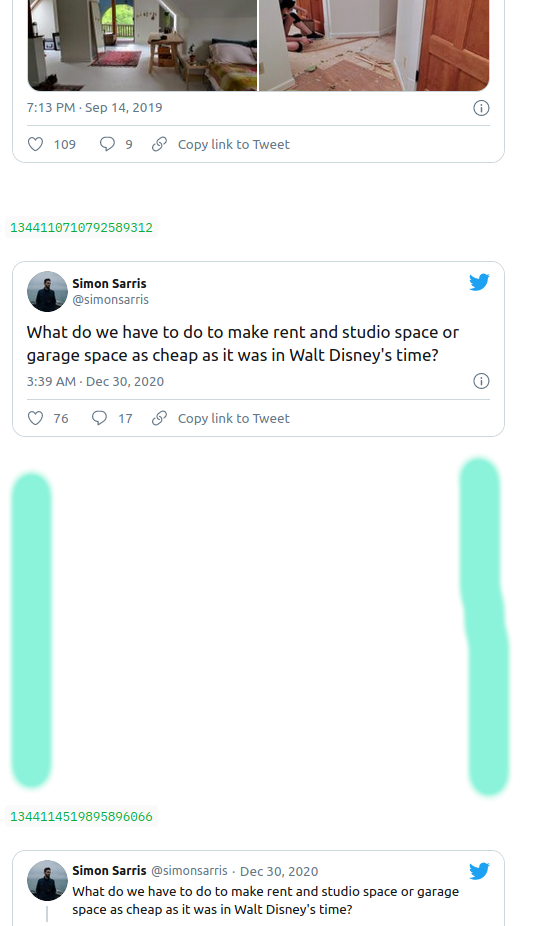 7:13 PM · Sep 14, 2019
109 9 Copy link to Tweet
1344110710792589312
Simon Sarris
@simonsarris
What do we have to do to make rent and studio space or
garage space as cheap as it was in Walt Disney's time?
3:39 AM · Dec 30, 2020
76 17 Copy link to Tweet
1344114519895896066
Simon Sarris @simonsarris · Dec 30, 2020
What do we have to do to make rent and studio space or garage
space as cheap as it was in Walt Disney's time?